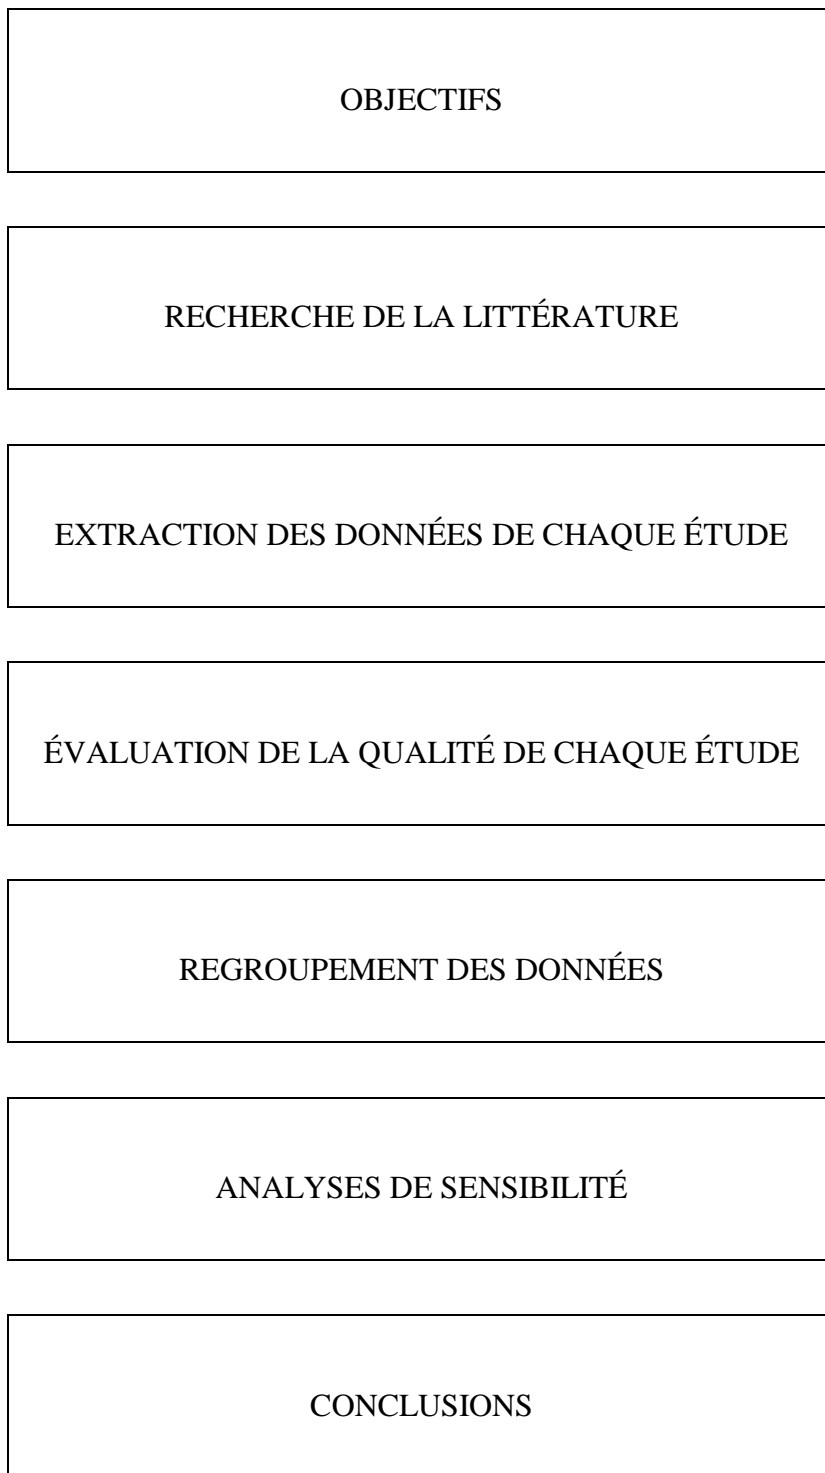 OBJECTIFS
RECHERCHE DE LA LITTÉRATURE
EXTRACTION DES DONNÉES DE CHAQUE ÉTUDE
ÉVALUATION DE LA QUALITÉ DE CHAQUE ÉTUDE
REGROUPEMENT DES DONNÉES
ANALYSES DE SENSIBILITÉ
CONCLUSIONS